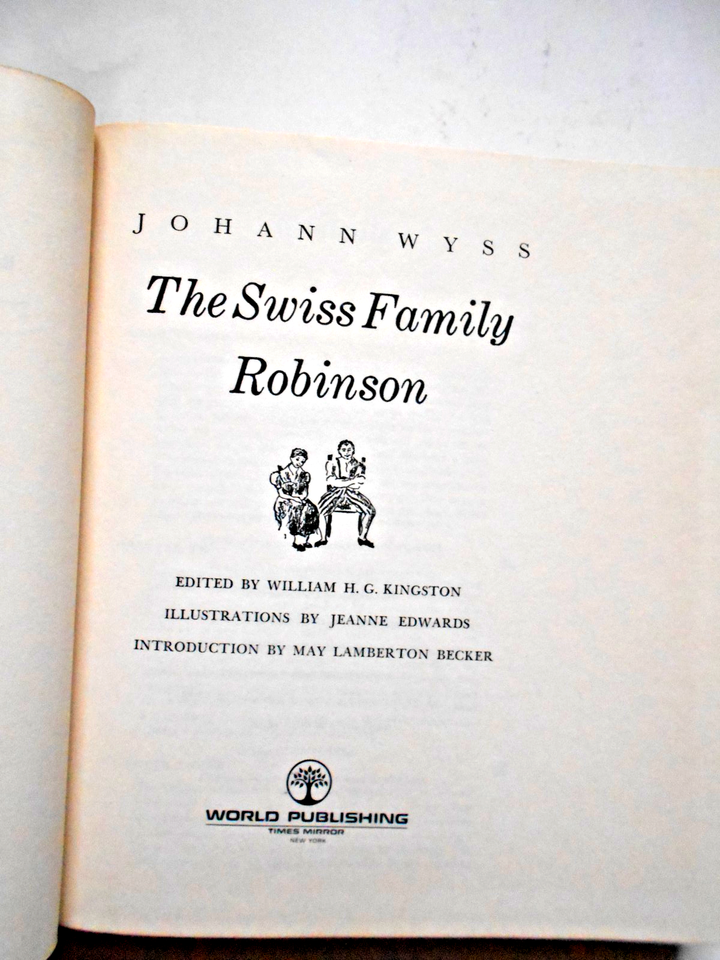 JOHANN WYSS
The Swiss Family
Robinson
EDITED BY WILLIAM H. G. KINGSTON
ILLUSTRATIONS BY JEANNE EDWARDS
INTRODUCTION BY MAY LAMBERTON BECKER
WORLD PUBLISHING
TIMES MIRROR
NEW YORK